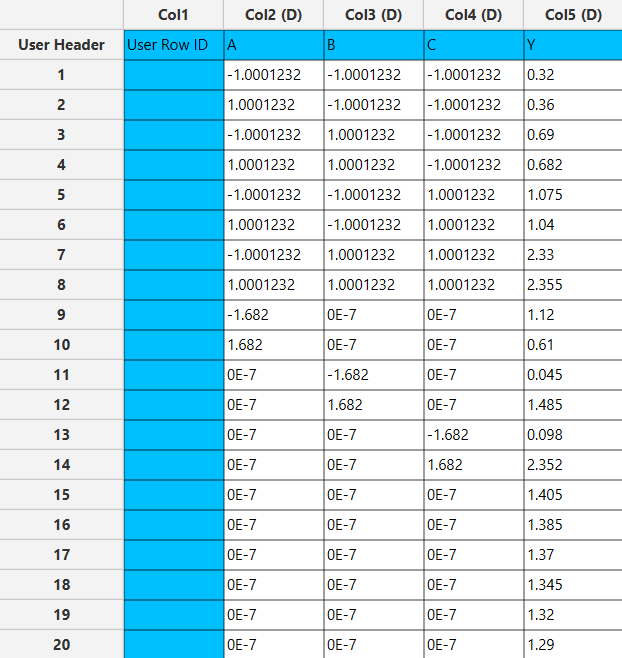 Col1 Col2 (D) Col3 (D) Col4 (D) Col5 (D)
User Header User Row ID A B C Y
1 -1.0001232 -1.0001232 -1.0001232 0.32
2 1.0001232 -1.0001232 -1.0001232 0.36
3 -1.0001232 1.0001232 -1.0001232 0.69
4 1.0001232 1.0001232 -1.0001232 0.682
5 -1.0001232 -1.0001232 1.0001232 1.075
6 1.0001232 -1.0001232 1.0001232 1.04
7 -1.0001232 1.0001232 1.0001232 2.33
8 1.0001232 1.0001232 1.0001232 2.355
9 -1.682 0E-7 0E-7 1.12
10 1.682 0E-7 0E-7 0.61
11 0E-7 -1.682 0E-7 0.045
12 0E-7 1.682 0E-7 1.485
13 0E-7 0E-7 -1.682 0.098
14 0E-7 0E-7 1.682 2.352
15 0E-7 0E-7 0E-7 1.405
16 0E-7 0E-7 0E-7 1.385
17 0E-7 0E-7 0E-7 1.37
18 0E-7 0E-7 0E-7 1.345
19 0E-7 0E-7 0E-7 1.32
20 0E-7 0E-7 0E-7 1.29